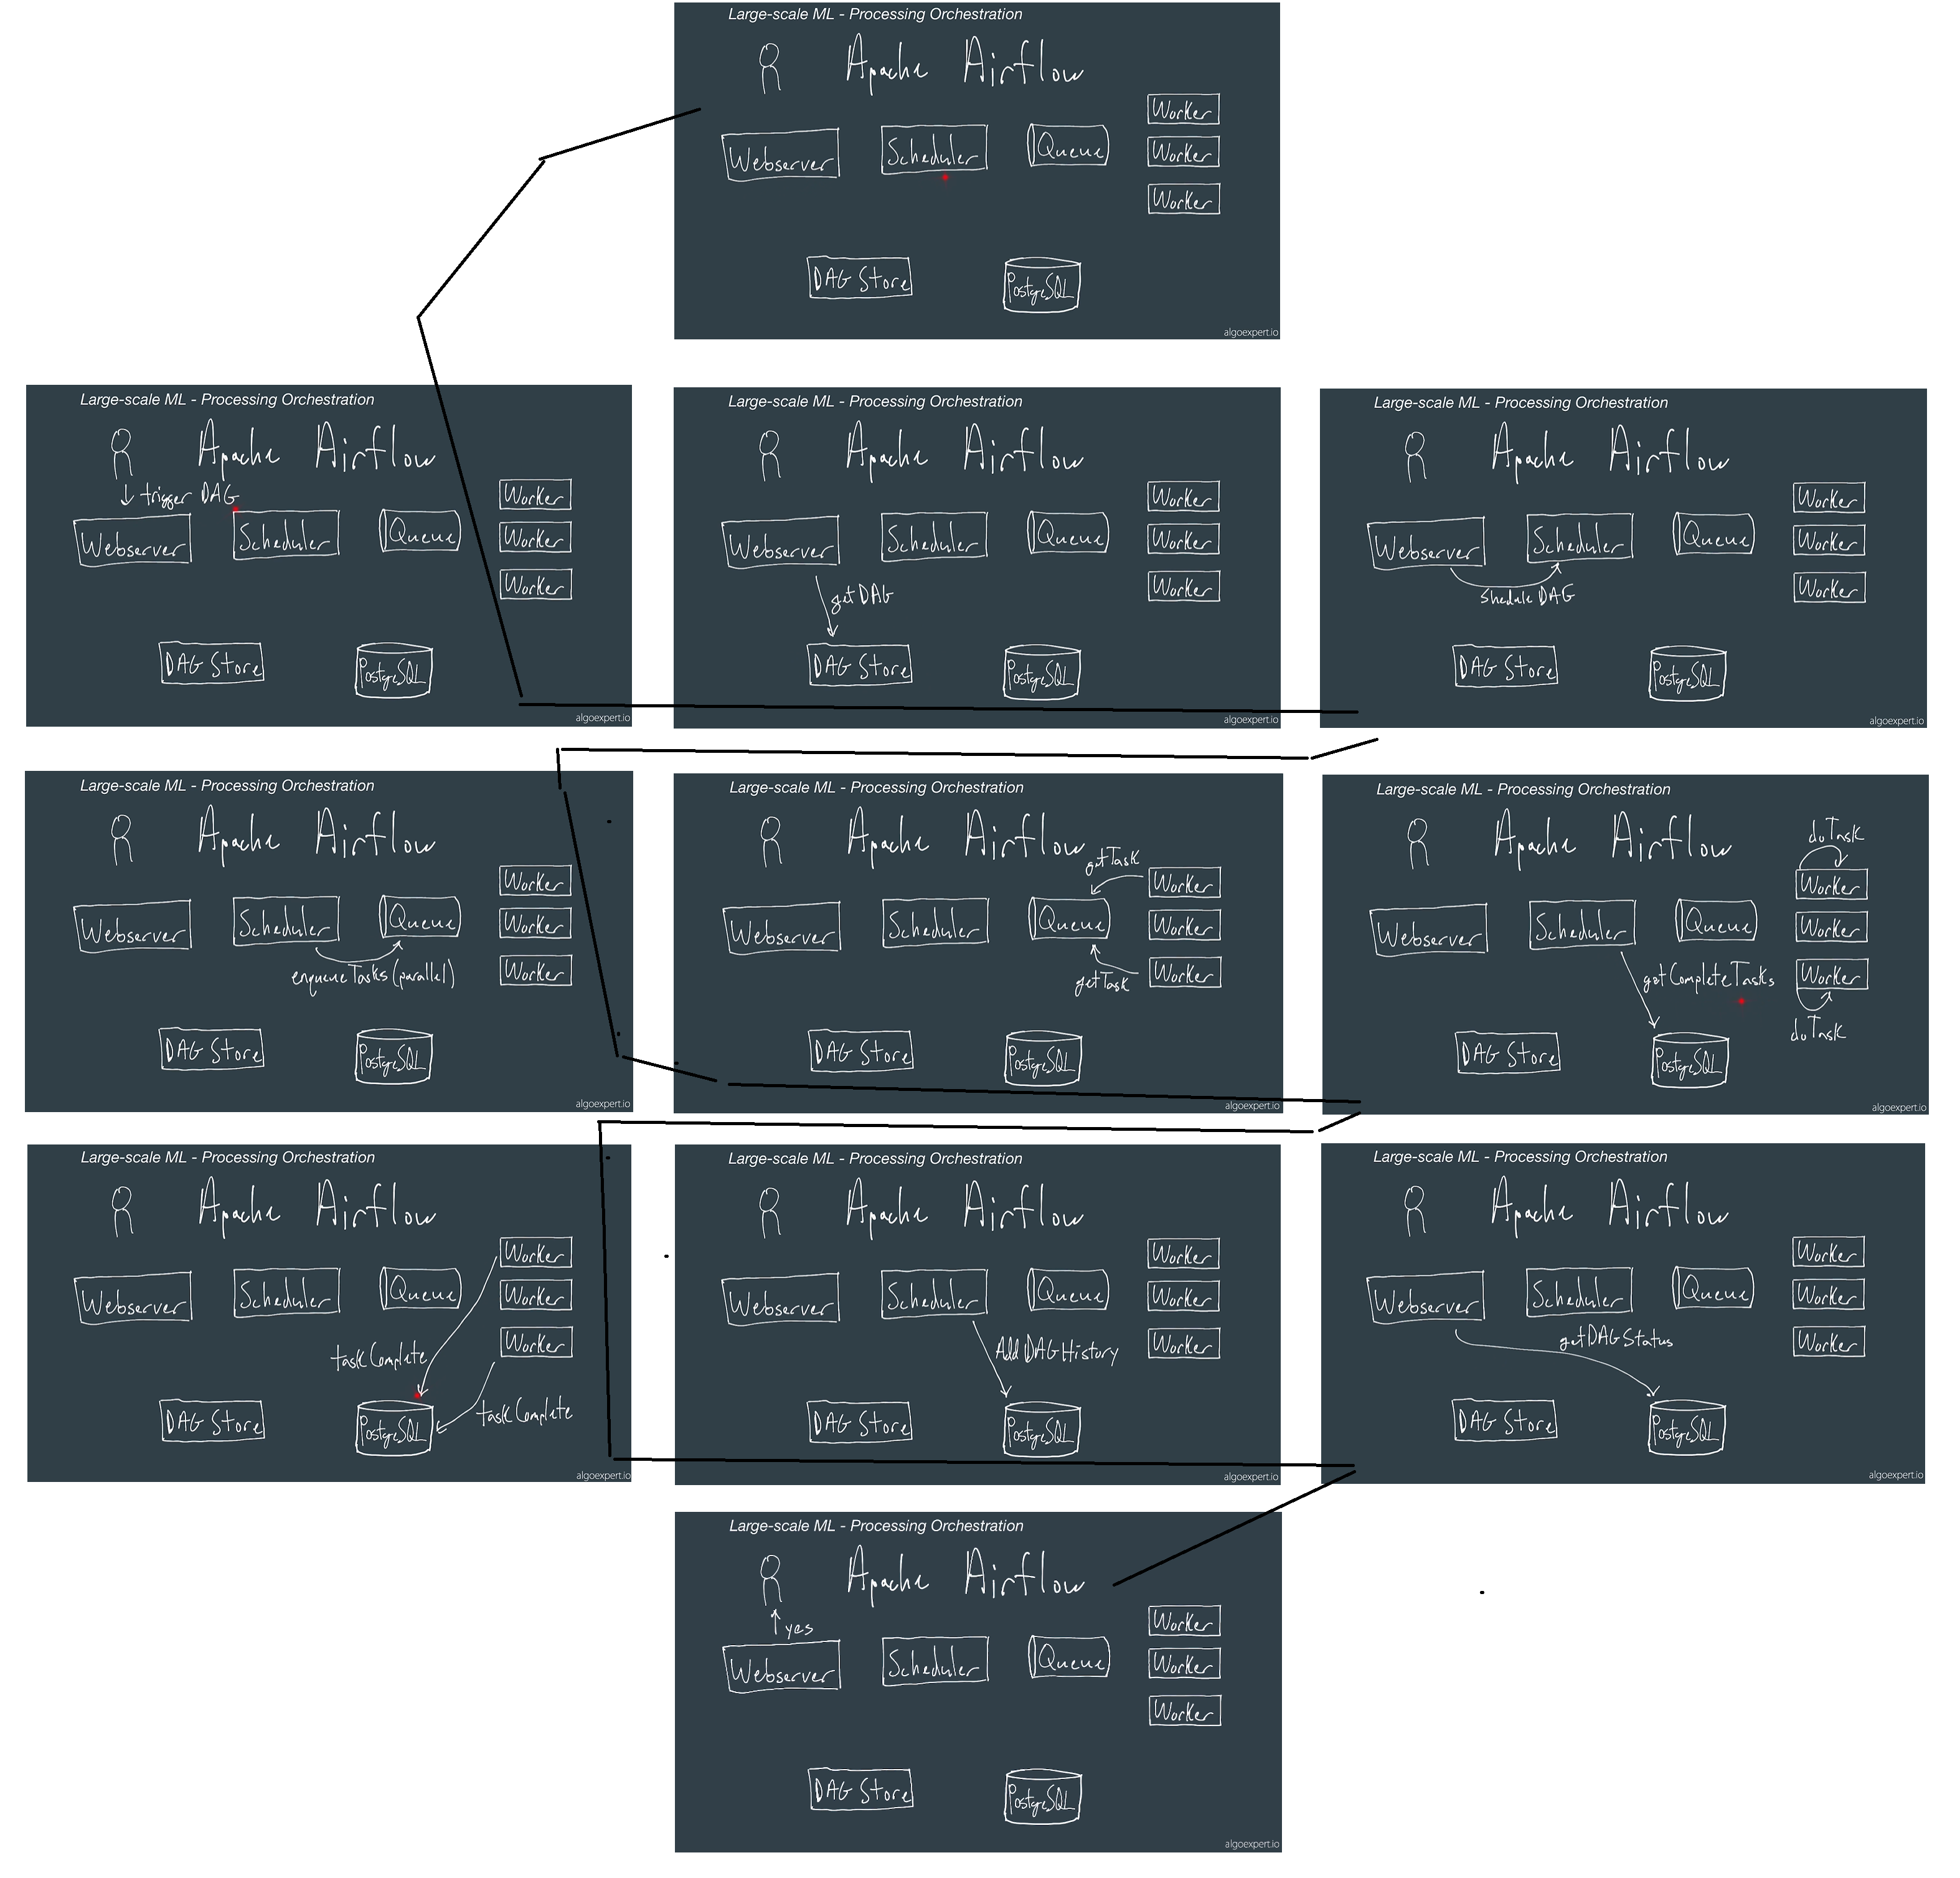 Large-scale ML - Processing Orchestration
Apache Airflow
Worker
Webserver
Scheduler
Queue
Worker
Worker
DAG Store
PostgreSQL
algoexpert.io
Large-scale ML - Processing Orchestration
Apache Airflow
trigger DAG
Worker
Webserver
Scheduler
Queue
Worker
Worker
DAG Store
PostgreSQL
algoexpert.io
Large-scale ML - Processing Orchestration
Apache Airflow
Worker
Webserver
Scheduler
Queue
Worker
Worker
getDAG
DAG Store
PostgreSQL
algoexpert.io
Large-scale ML - Processing Orchestration
Apache Airflow
Worker
Webserver
Scheduler
Queue
Worker
Worker
shedule DAG
DAG Store
PostgreSQL
algoexpert.io
Large-scale ML - Processing Orchestration
Apache Airflow
Worker
Webserver
Scheduler
Queue
Worker
Worker
enqueue Tasks (parallel)
DAG Store
PostgreSQL
algoexpert.io
Large-scale ML - Processing Orchestration
Apache Airflow
getTask
Worker
Webserver
Scheduler
Queue
Worker
Worker
getTask
DAG Store
PostgreSQL
algoexpert.io
Large-scale ML - Processing Orchestration
Apache Airflow
doTask
Worker
Webserver
Scheduler
Queue
Worker
Worker
getCompleteTasks
doTask
DAG Store
PostgreSQL
algoexpert.io
Large-scale ML - Processing Orchestration
Apache Airflow
Worker
Webserver
Scheduler
Queue
Worker
Worker
taskComplete
taskComplete
DAG Store
PostgreSQL
algoexpert.io
Large-scale ML - Processing Orchestration
Apache Airflow
Worker
Webserver
Scheduler
Queue
Worker
Worker
Add DAG History
DAG Store
PostgreSQL
algoexpert.io
Large-scale ML - Processing Orchestration
Apache Airflow
Worker
Webserver
Scheduler
Queue
Worker
Worker
getDAGStatus
DAG Store
PostgreSQL
algoexpert.io
Large-scale ML - Processing Orchestration
Apache Airflow
yes
Worker
Webserver
Scheduler
Queue
Worker
Worker
DAG Store
PostgreSQL
algoexpert.io